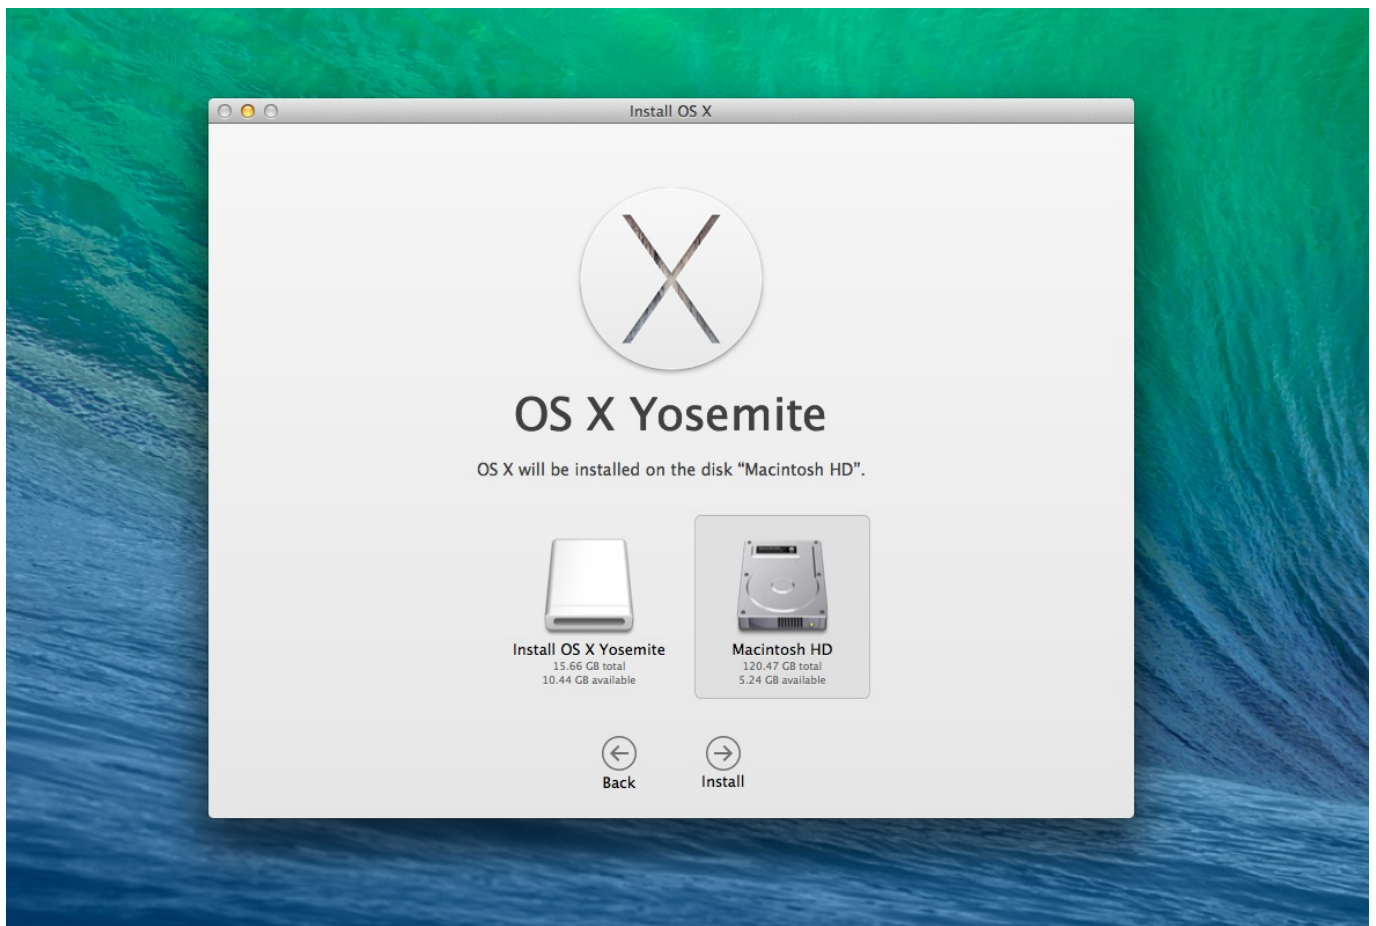 Install OS X
X
OS X Yosemite
OS X will be installed on the disk “Macintosh HD”.
Install OS X Yosemite
15.66 GB total
10.44 GB available
Macintosh HD
120.47 GB total
5.24 GB available
Back
Install